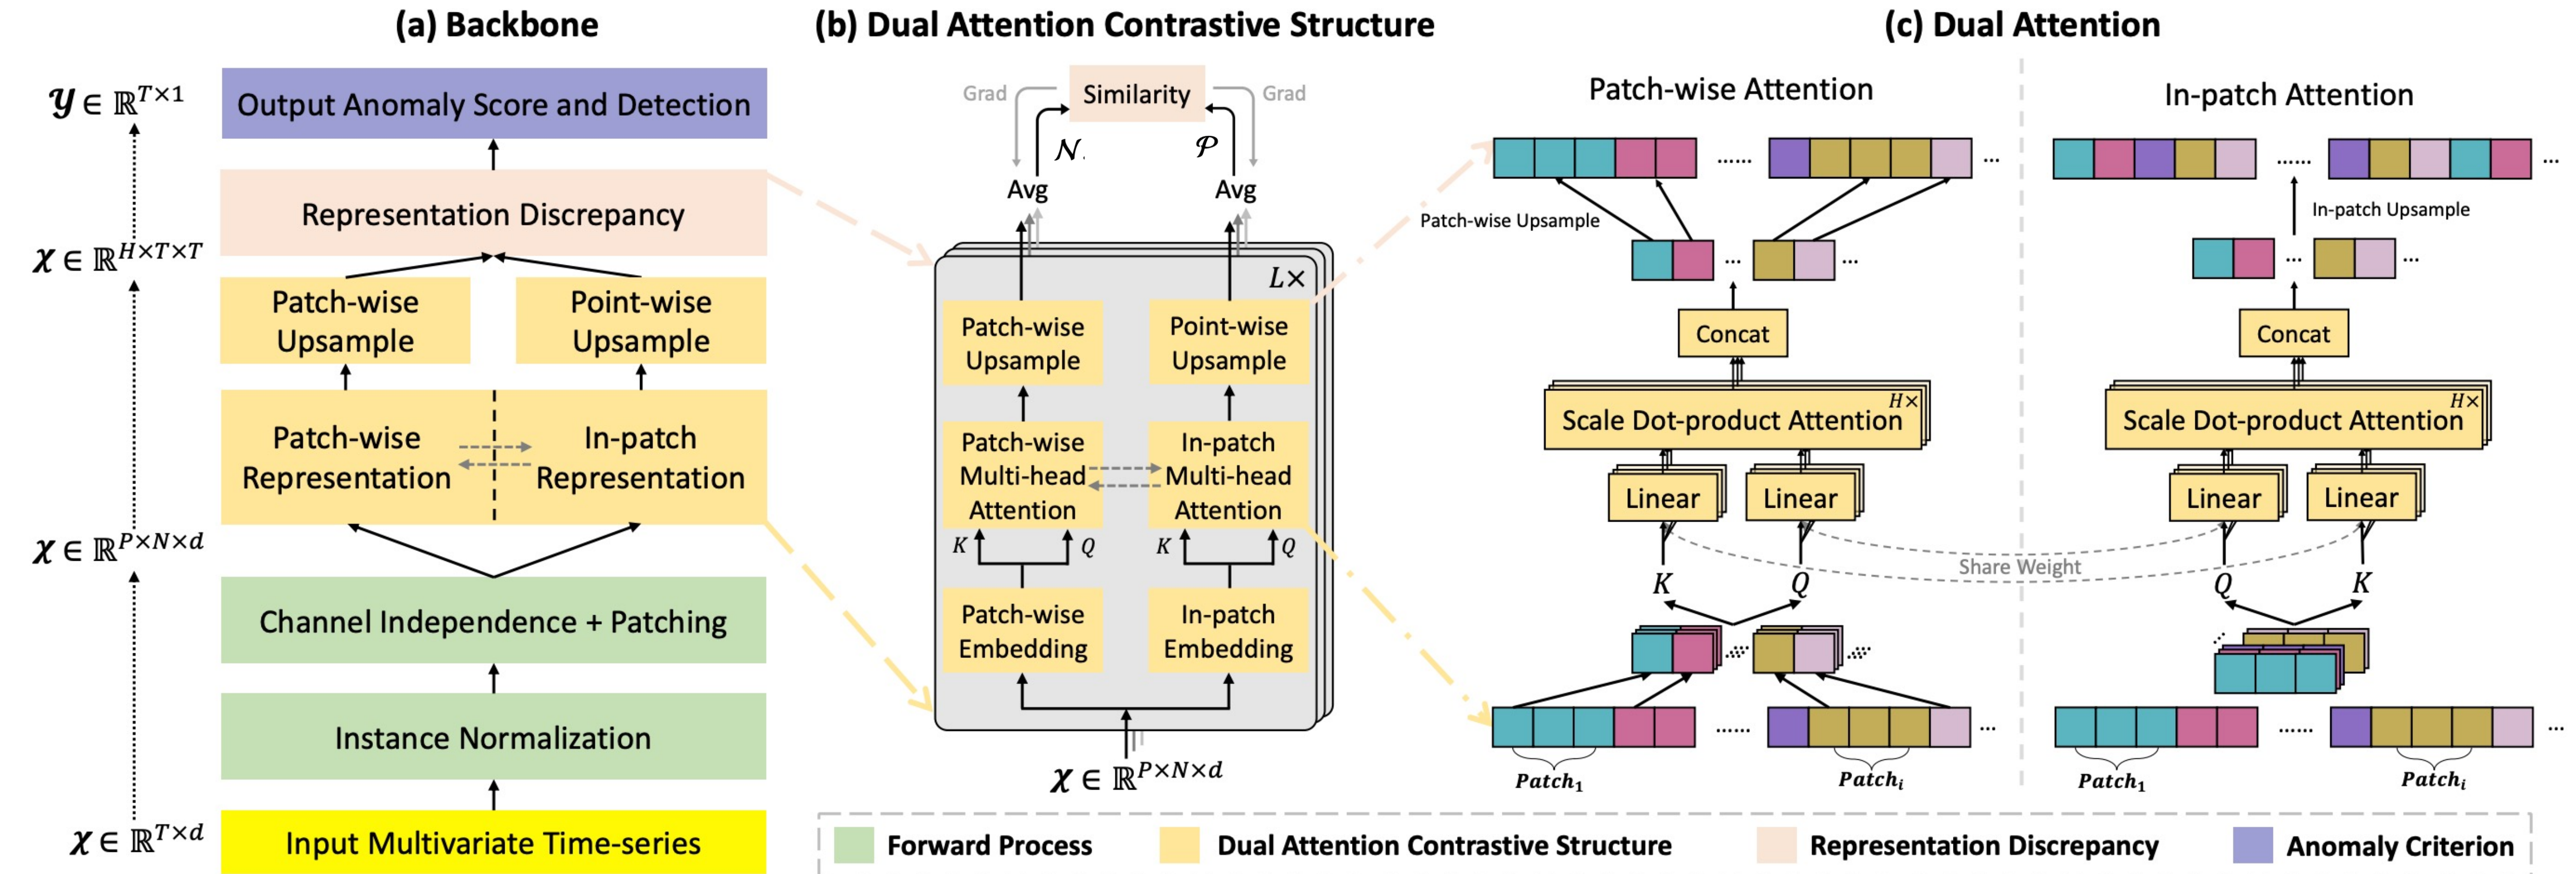 (a) Backbone
𝒴 ∈ ℝ^{T×1}
Output Anomaly Score and Detection
Representation Discrepancy
χ ∈ ℝ^{H×T×T}
Patch-wise
Upsample
Point-wise
Upsample
Patch-wise
Representation
In-patch
Representation
χ ∈ ℝ^{P×N×d}
Channel Independence + Patching
Instance Normalization
χ ∈ ℝ^{T×d}
Input Multivariate Time-series
(b) Dual Attention Contrastive Structure
Grad
Similarity
Grad
𝒩
𝒫
Avg
Avg
L×
Patch-wise
Upsample
Point-wise
Upsample
Patch-wise
Multi-head
Attention
In-patch
Multi-head
Attention
K
Q
K
Q
Patch-wise
Embedding
In-patch
Embedding
χ ∈ ℝ^{P×N×d}
(c) Dual Attention
Patch-wise Attention
......
...
Patch-wise Upsample
...
...
Concat
H×
Scale Dot-product Attention
Linear
Linear
K
Q
......
...
Patch₁
Patchᵢ
Share Weight
In-patch Attention
......
...
In-patch Upsample
...
...
Concat
H×
Scale Dot-product Attention
Linear
Linear
Q
K
......
...
Patch₁
Patchᵢ
Forward Process
Dual Attention Contrastive Structure
Representation Discrepancy
Anomaly Criterion